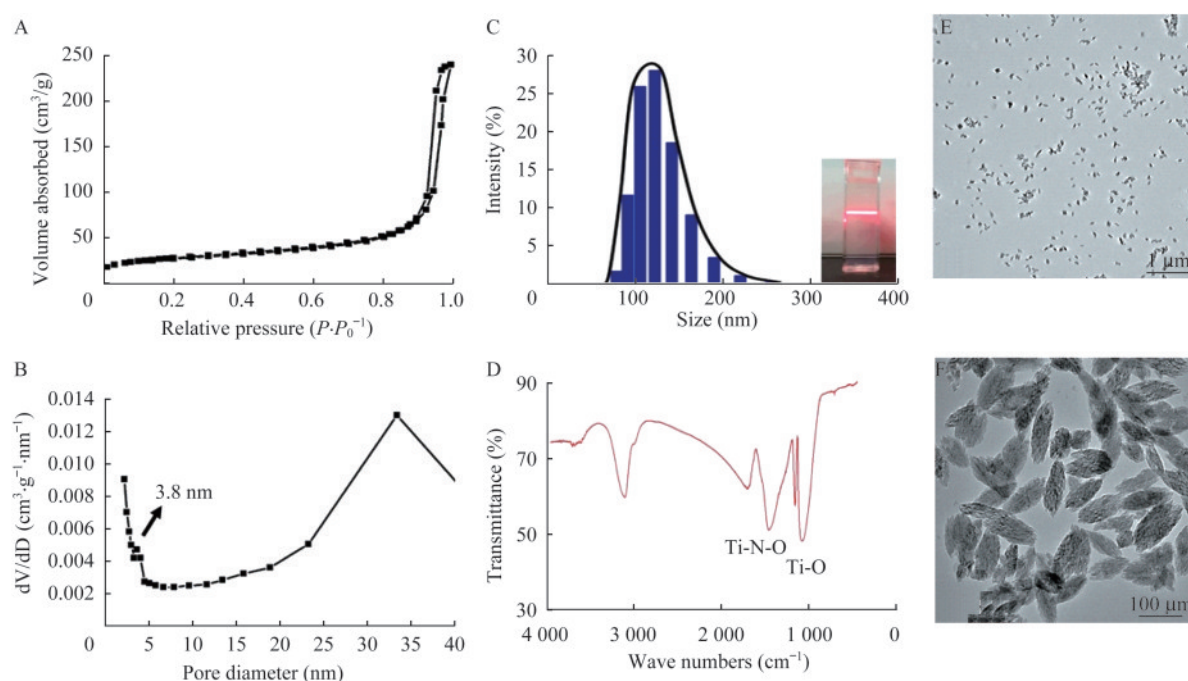 A
250
200
150
100
50
0
0.2
0.4
0.6
0.8
1.0
Volume absorbed (cm³/g)
Relative pressure (P·P₀⁻¹)
C
30
25
20
15
10
5
0
100
200
300
400
Intensity (%)
Size (nm)
E
1 μm
B
0.014
0.012
0.010
0.008
0.006
0.004
0.002
0
5
10
15
20
25
30
35
40
3.8 nm
dV/dD (cm³·g⁻¹·nm⁻¹)
Pore diameter (nm)
D
90
70
50
30
4 000
3 000
2 000
1 000
0
Ti-N-O
Ti-O
Transmittance (%)
Wave numbers (cm⁻¹)
F
100 μm